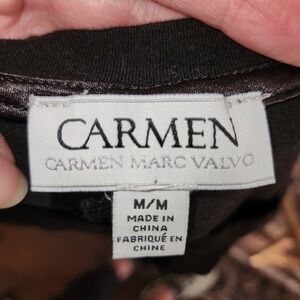 CARMEN
CARMEN MARC VALVO
M/M
MADE IN
CHINA
FABRIQUÉ EN
CHINE